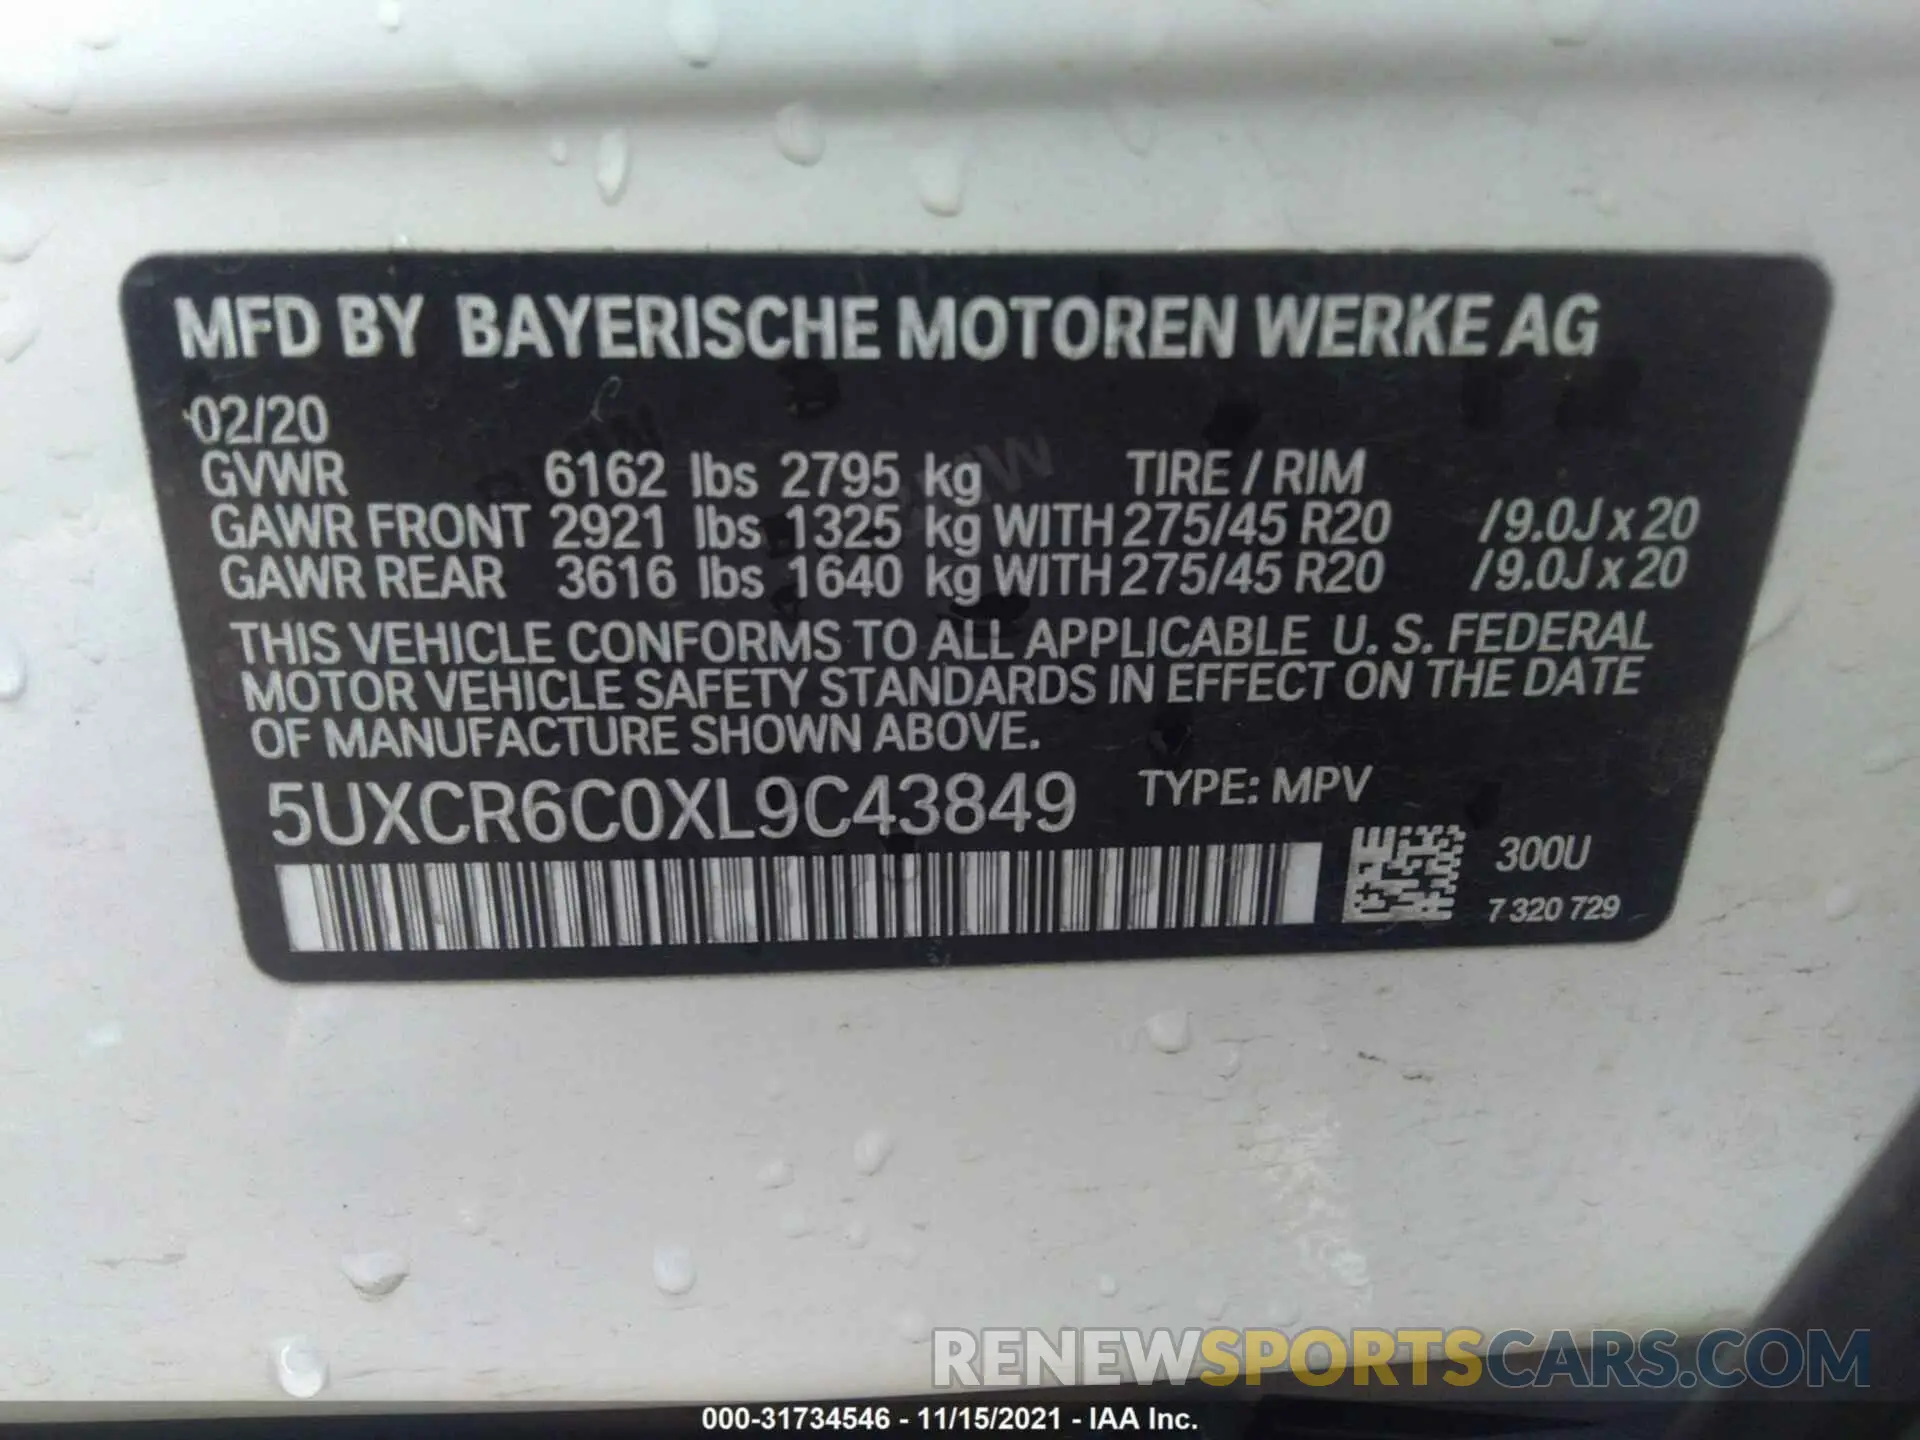 MFD BY BAYERISCHE MOTOREN WERKE AG
02/20
GVWR 6162 lbs 2795 kg TIRE / RIM
GAWR FRONT 2921 lbs 1325 kg WITH 275/45 R20 /9.0J x 20
GAWR REAR 3616 lbs 1640 kg WITH 275/45 R20 /9.0J x 20
THIS VEHICLE CONFORMS TO ALL APPLICABLE U. S. FEDERAL
MOTOR VEHICLE SAFETY STANDARDS IN EFFECT ON THE DATE
OF MANUFACTURE SHOWN ABOVE.
5UXCR6C0XL9C43849 TYPE: MPV
300U
7 320 729
RENEWSPORTSCARS.COM
000-31734546 - 11/15/2021 - IAA Inc.